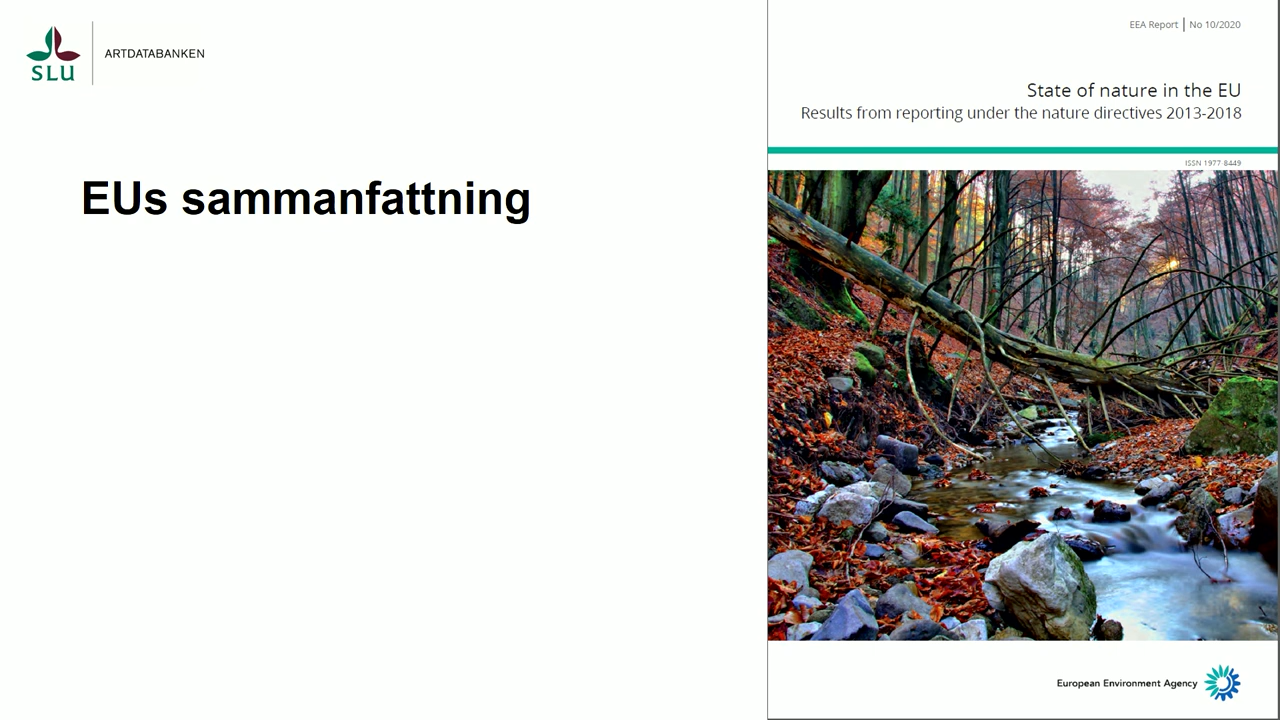 SLU
ARTDATABANKEN
EUs sammanfattning
EEA Report | No 10/2020
State of nature in the EU
Results from reporting under the nature directives 2013-2018
ISSN 1977-8449
European Environment Agency